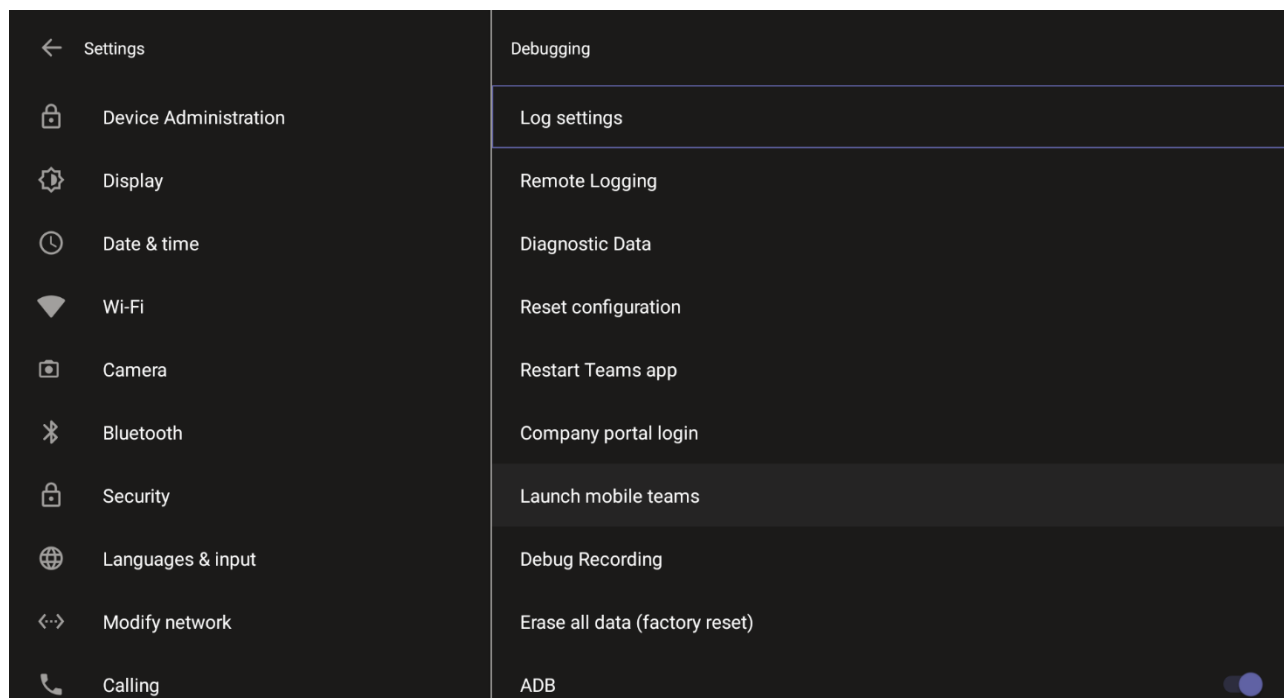 Settings
Device Administration
Display
Date & time
Wi-Fi
Camera
Bluetooth
Security
Languages & input
Modify network
Calling
Debugging
Log settings
Remote Logging
Diagnostic Data
Reset configuration
Restart Teams app
Company portal login
Launch mobile teams
Debug Recording
Erase all data (factory reset)
ADB